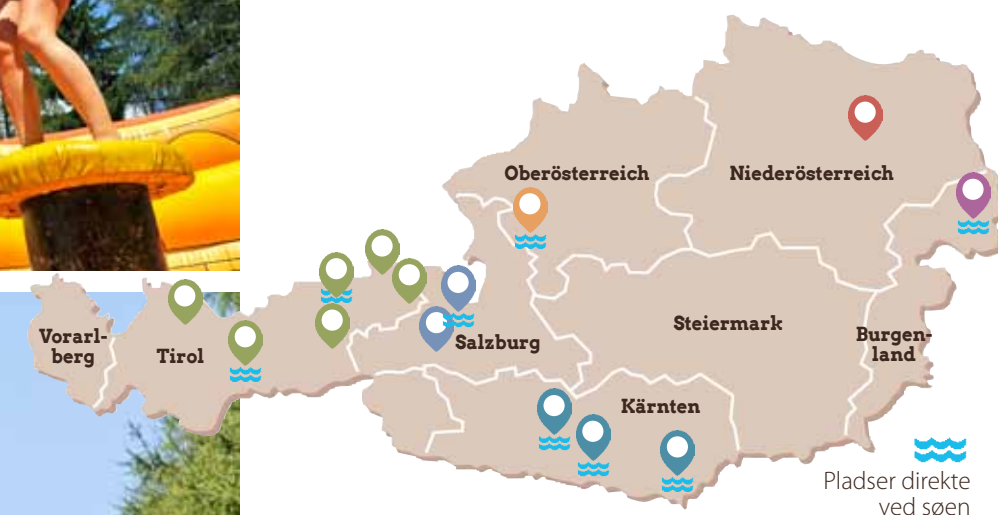 Oberösterreich
Niederösterreich
Vorarl-
berg
Tirol
Salzburg
Steiermark
Burgen-
land
Kärnten
Pladser direkte
ved søen